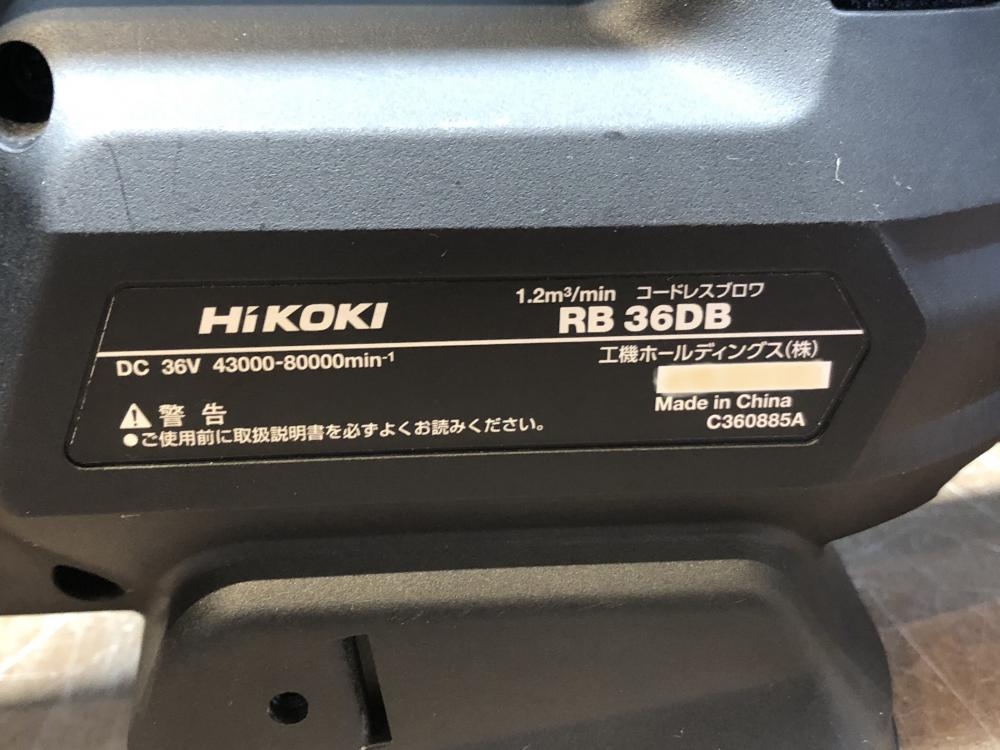 HiKOKI
1.2m³/min コードレスブロワ
RB 36DB
DC 36V 43000-80000min⁻¹
工機ホールディングス(株)
Made in China
C360885A
警告
●ご使用前に取扱説明書を必ずよくお読みください。